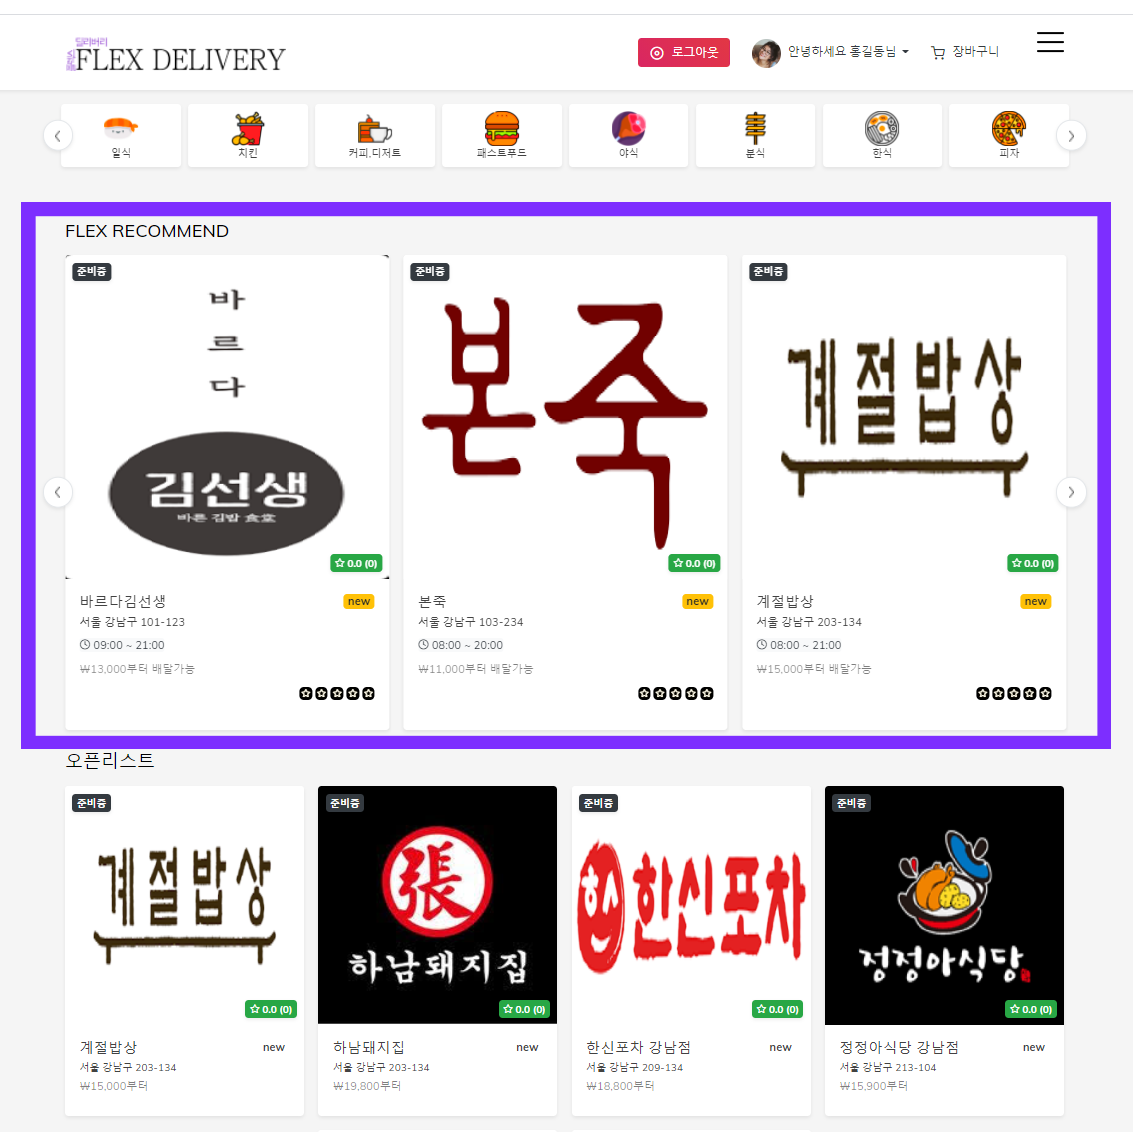 딜리버리
FLEX DELIVERY
로그아웃
안녕하세요 홍길동님
장바구니
일식
치킨
커피,디저트
패스트푸드
야식
분식
한식
피자
FLEX RECOMMEND
준비중
바
르
다
김선생
바른 김밥 食堂
0.0 (0)
바르다김선생
new
서울 강남구 101-123
09:00 ~ 21:00
₩13,000부터 배달가능
준비중
본죽
0.0 (0)
본죽
new
서울 강남구 103-234
08:00 ~ 20:00
₩11,000부터 배달가능
준비중
계절밥상
0.0 (0)
계절밥상
new
서울 강남구 203-134
08:00 ~ 21:00
₩15,000부터 배달가능
오픈리스트
준비중
계절밥상
0.0 (0)
계절밥상
new
서울 강남구 203-134
₩15,000부터
준비중
張
하남돼지집
0.0 (0)
하남돼지집
new
서울 강남구 203-134
₩19,800부터
준비중
한신
한신포차
0.0 (0)
한신포차 강남점
new
서울 강남구 209-134
₩18,800부터
준비중
정정아식당
0.0 (0)
정정아식당 강남점
new
서울 강남구 213-104
₩15,900부터